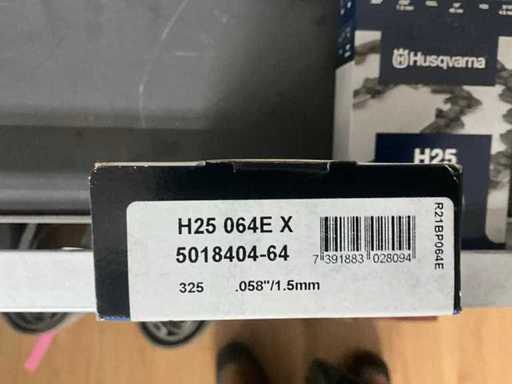 Husqvarna
H25
H25 064E X
5018404-64
7 391883 028094
325 .058"/1.5mm
R21BP064E